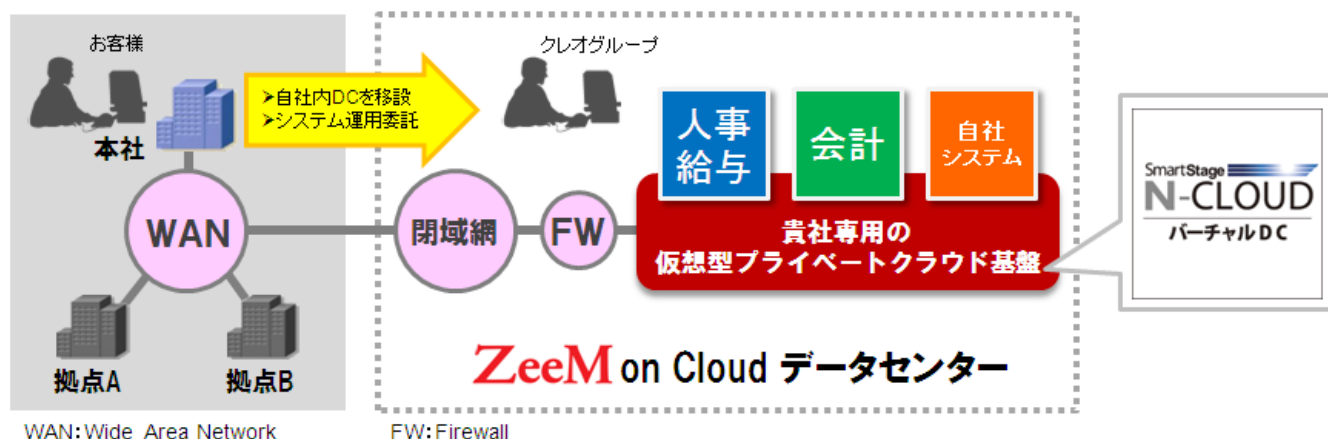 お客様
本社
➢自社内DCを移設
➢システム運用委託
WAN
拠点A
拠点B
クレオグループ
人事
給与
会計
自社
システム
閉域網
FW
貴社専用の
仮想型プライベートクラウド基盤
ZeeM on Cloud データセンター
SmartStage
N-CLOUD
バーチャルDC
WAN:Wide Area Network
FW:Firewall